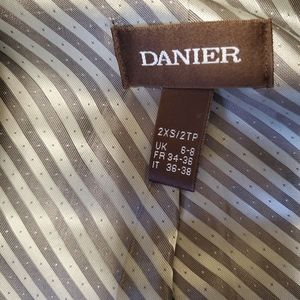 DANIER
2XS/2TP
UK 6-8
FR 34-36
IT 36-38